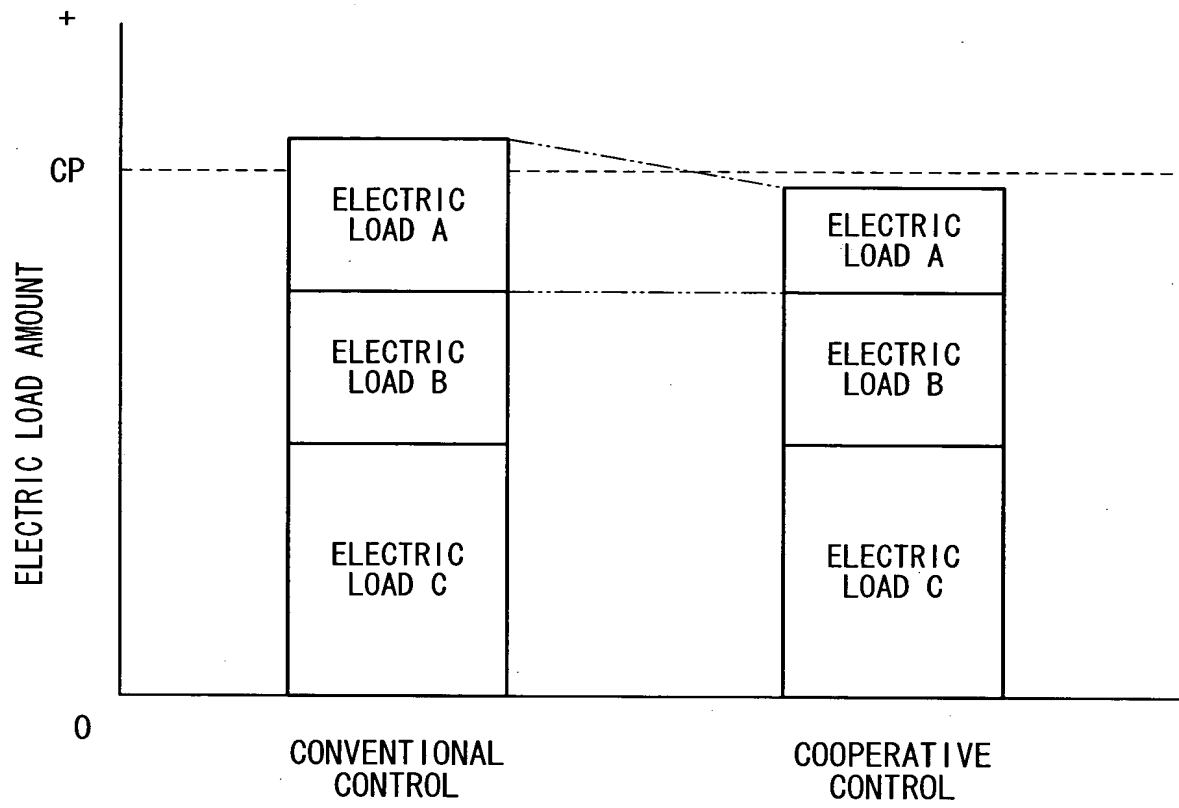 +
CP
ELECTRIC LOAD AMOUNT
ELECTRIC
LOAD A
ELECTRIC
LOAD B
ELECTRIC
LOAD C
ELECTRIC
LOAD A
ELECTRIC
LOAD B
ELECTRIC
LOAD C
0
CONVENTIONAL
CONTROL
COOPERATIVE
CONTROL